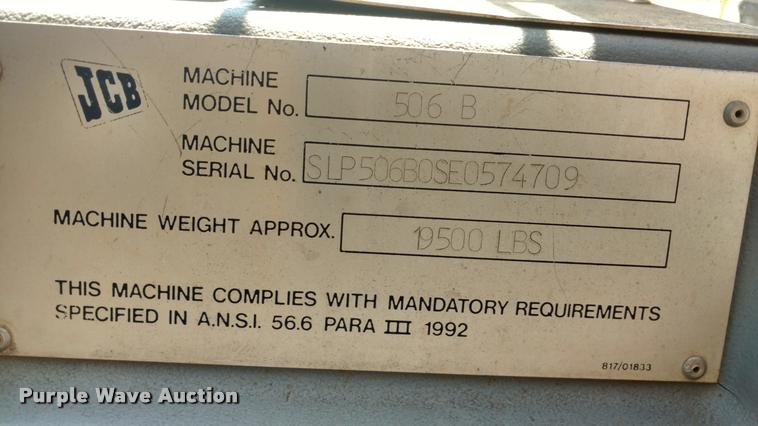 JCB
MACHINE
MODEL No. 506 B
MACHINE
SERIAL No. SLP506B0SE0574709
MACHINE WEIGHT APPROX. 19500 LBS
THIS MACHINE COMPLIES WITH MANDATORY REQUIREMENTS
SPECIFIED IN A.N.S.I. 56.6 PARA III 1992
817/01833
Purple Wave Auction